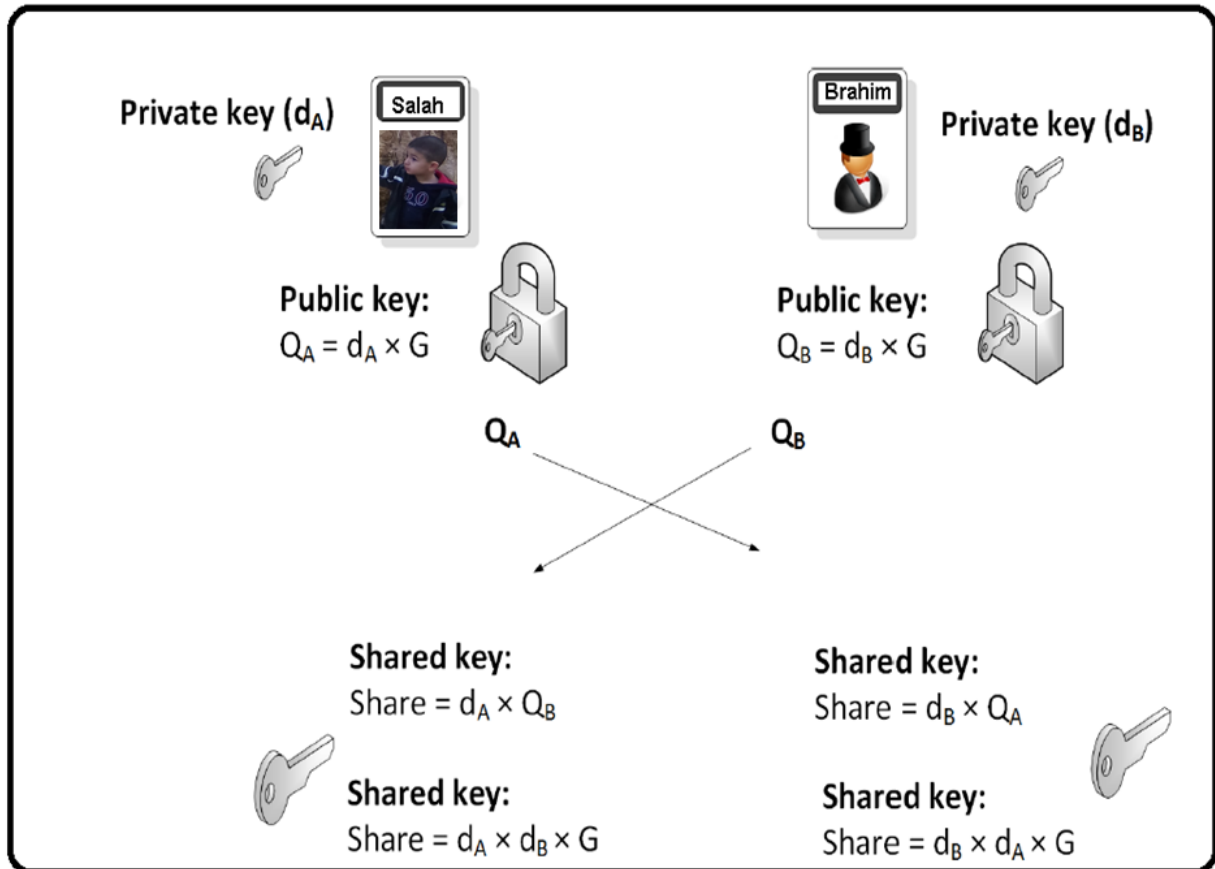 Salah
Brahim
Private key (dA)
Private key (dB)
Public key:
QA = dA × G
Public key:
QB = dB × G
QA
QB
Shared key:
Share = dA × QB
Shared key:
Share = dB × QA
Shared key:
Share = dA × dB × G
Shared key:
Share = dB × dA × G